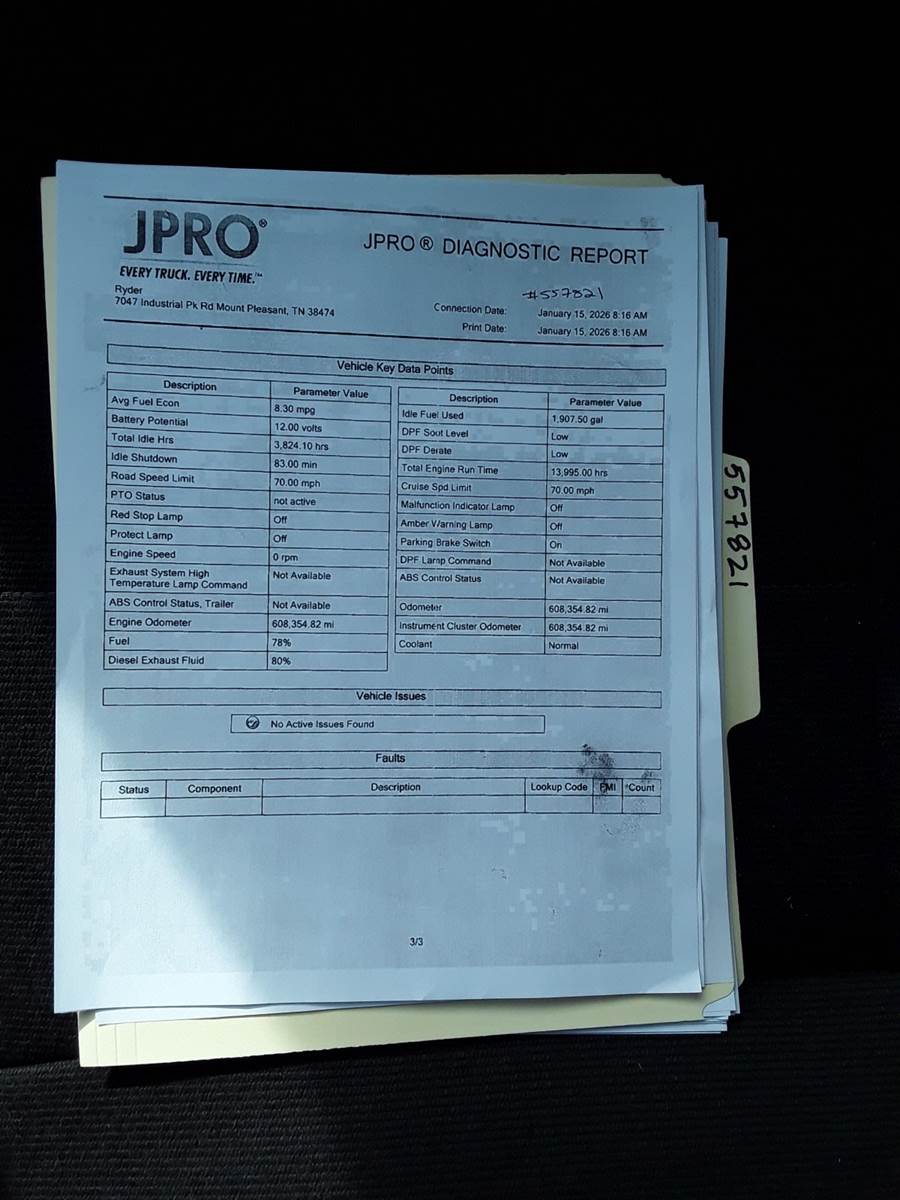 JPRO®
JPRO® DIAGNOSTIC REPORT
EVERY TRUCK. EVERY TIME.™
#557821
Ryder
7047 Industrial Pk Rd Mount Pleasant, TN 38474
Connection Date: January 15, 2026 8:16 AM
Print Date: January 15, 2026 8:16 AM
Vehicle Key Data Points
Description Parameter Value
Avg Fuel Econ 8.30 mpg
Battery Potential 12.00 volts
Total Idle Hrs 3,824.10 hrs
Idle Shutdown 83.00 min
Road Speed Limit 70.00 mph
PTO Status not active
Red Stop Lamp Off
Protect Lamp Off
Engine Speed 0 rpm
Exhaust System High
Temperature Lamp Command Not Available
ABS Control Status, Trailer Not Available
Engine Odometer 608,354.82 mi
Fuel 78%
Diesel Exhaust Fluid 80%
Description Parameter Value
Idle Fuel Used 1,907.50 gal
DPF Soot Level Low
DPF Derate Low
Total Engine Run Time 13,995.00 hrs
Cruise Spd Limit 70.00 mph
Malfunction Indicator Lamp Off
Amber Warning Lamp Off
Parking Brake Switch On
DPF Lamp Command Not Available
ABS Control Status Not Available
Odometer 608,354.82 mi
Instrument Cluster Odometer 608,354.82 mi
Coolant Normal
Vehicle Issues
No Active Issues Found
Faults
Status Component Description Lookup Code FMI *Count
3/3
557821